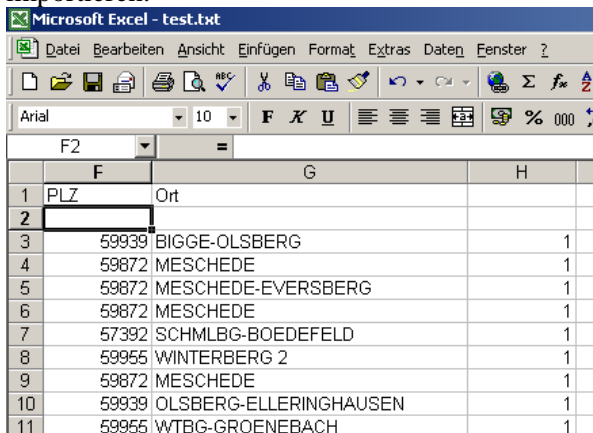 importieren.
Microsoft Excel - test.txt
Datei Bearbeiten Ansicht Einfügen Format Extras Daten Fenster ?
ABC Σ fx
Arial 10 F K U a % 000
F2 =
F G H
1 PLZ Ort
2
3 59939 BIGGE-OLSBERG 1
4 59872 MESCHEDE 1
5 59872 MESCHEDE-EVERSBERG 1
6 59872 MESCHEDE 1
7 57392 SCHMLBG-BOEDEFELD 1
8 59955 WINTERBERG 2 1
9 59872 MESCHEDE 1
10 59939 OLSBERG-ELLERINGHAUSEN 1
11 59955 WTBG-GROENEBACH 1